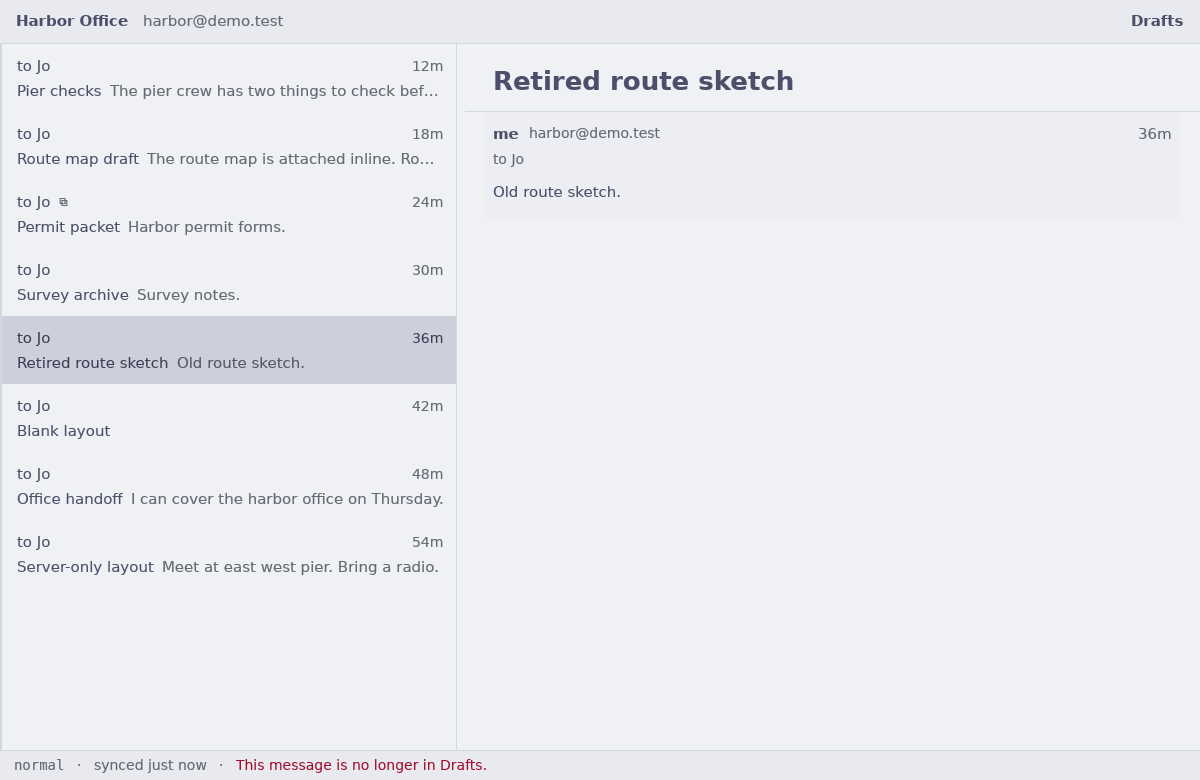 Harbor Office harbor@demo.test Drafts
to Jo 12m
Pier checks The pier crew has two things to check bef…
to Jo 18m
Route map draft The route map is attached inline. Ro…
to Jo 24m
Permit packet Harbor permit forms.
to Jo 30m
Survey archive Survey notes.
to Jo 36m
Retired route sketch Old route sketch.
to Jo 42m
Blank layout
to Jo 48m
Office handoff I can cover the harbor office on Thursday.
to Jo 54m
Server-only layout Meet at east west pier. Bring a radio.
Retired route sketch
me harbor@demo.test 36m
to Jo
Old route sketch.
normal · synced just now · This message is no longer in Drafts.